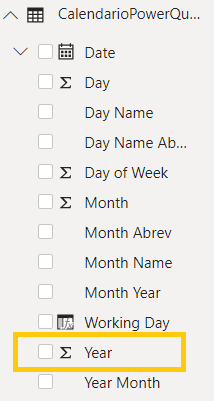 CalendarioPowerQu...
Date
Σ Day
Day Name
Day Name Ab...
Σ Day of Week
Σ Month
Month Abrev
Month Name
Month Year
Working Day
Σ Year
Year Month